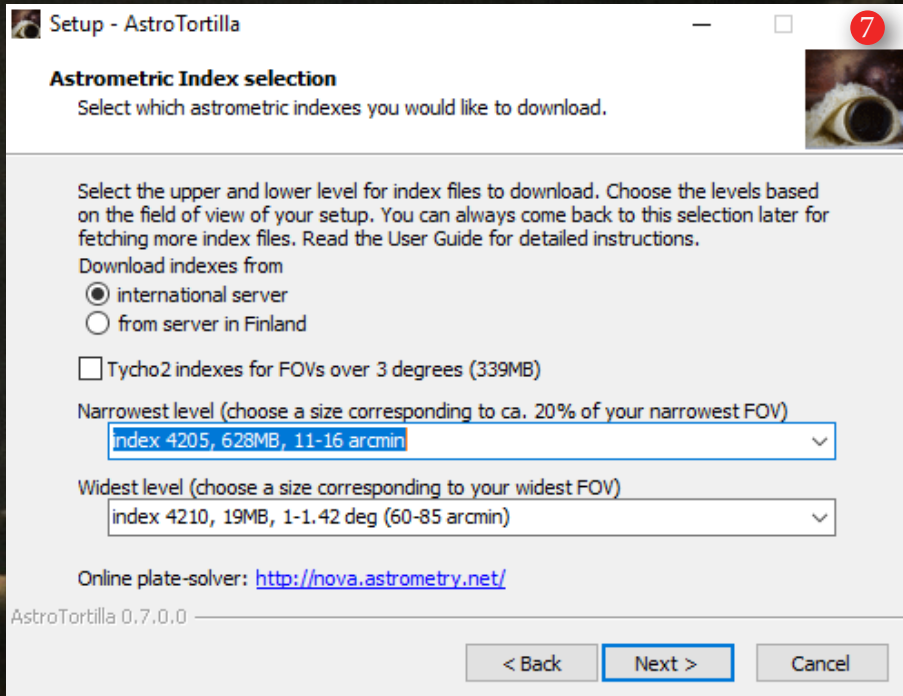 Setup - AstroTortilla
7
Astrometric Index selection
Select which astrometric indexes you would like to download.
Select the upper and lower level for index files to download. Choose the levels based
on the field of view of your setup. You can always come back to this selection later for
fetching more index files. Read the User Guide for detailed instructions.
Download indexes from
international server
from server in Finland
Tycho2 indexes for FOVs over 3 degrees (339MB)
Narrowest level (choose a size corresponding to ca. 20% of your narrowest FOV)
index 4205, 628MB, 11-16 arcmin
Widest level (choose a size corresponding to your widest FOV)
index 4210, 19MB, 1-1.42 deg (60-85 arcmin)
Online plate-solver: http://nova.astrometry.net/
AstroTortilla 0.7.0.0
< Back
Next >
Cancel